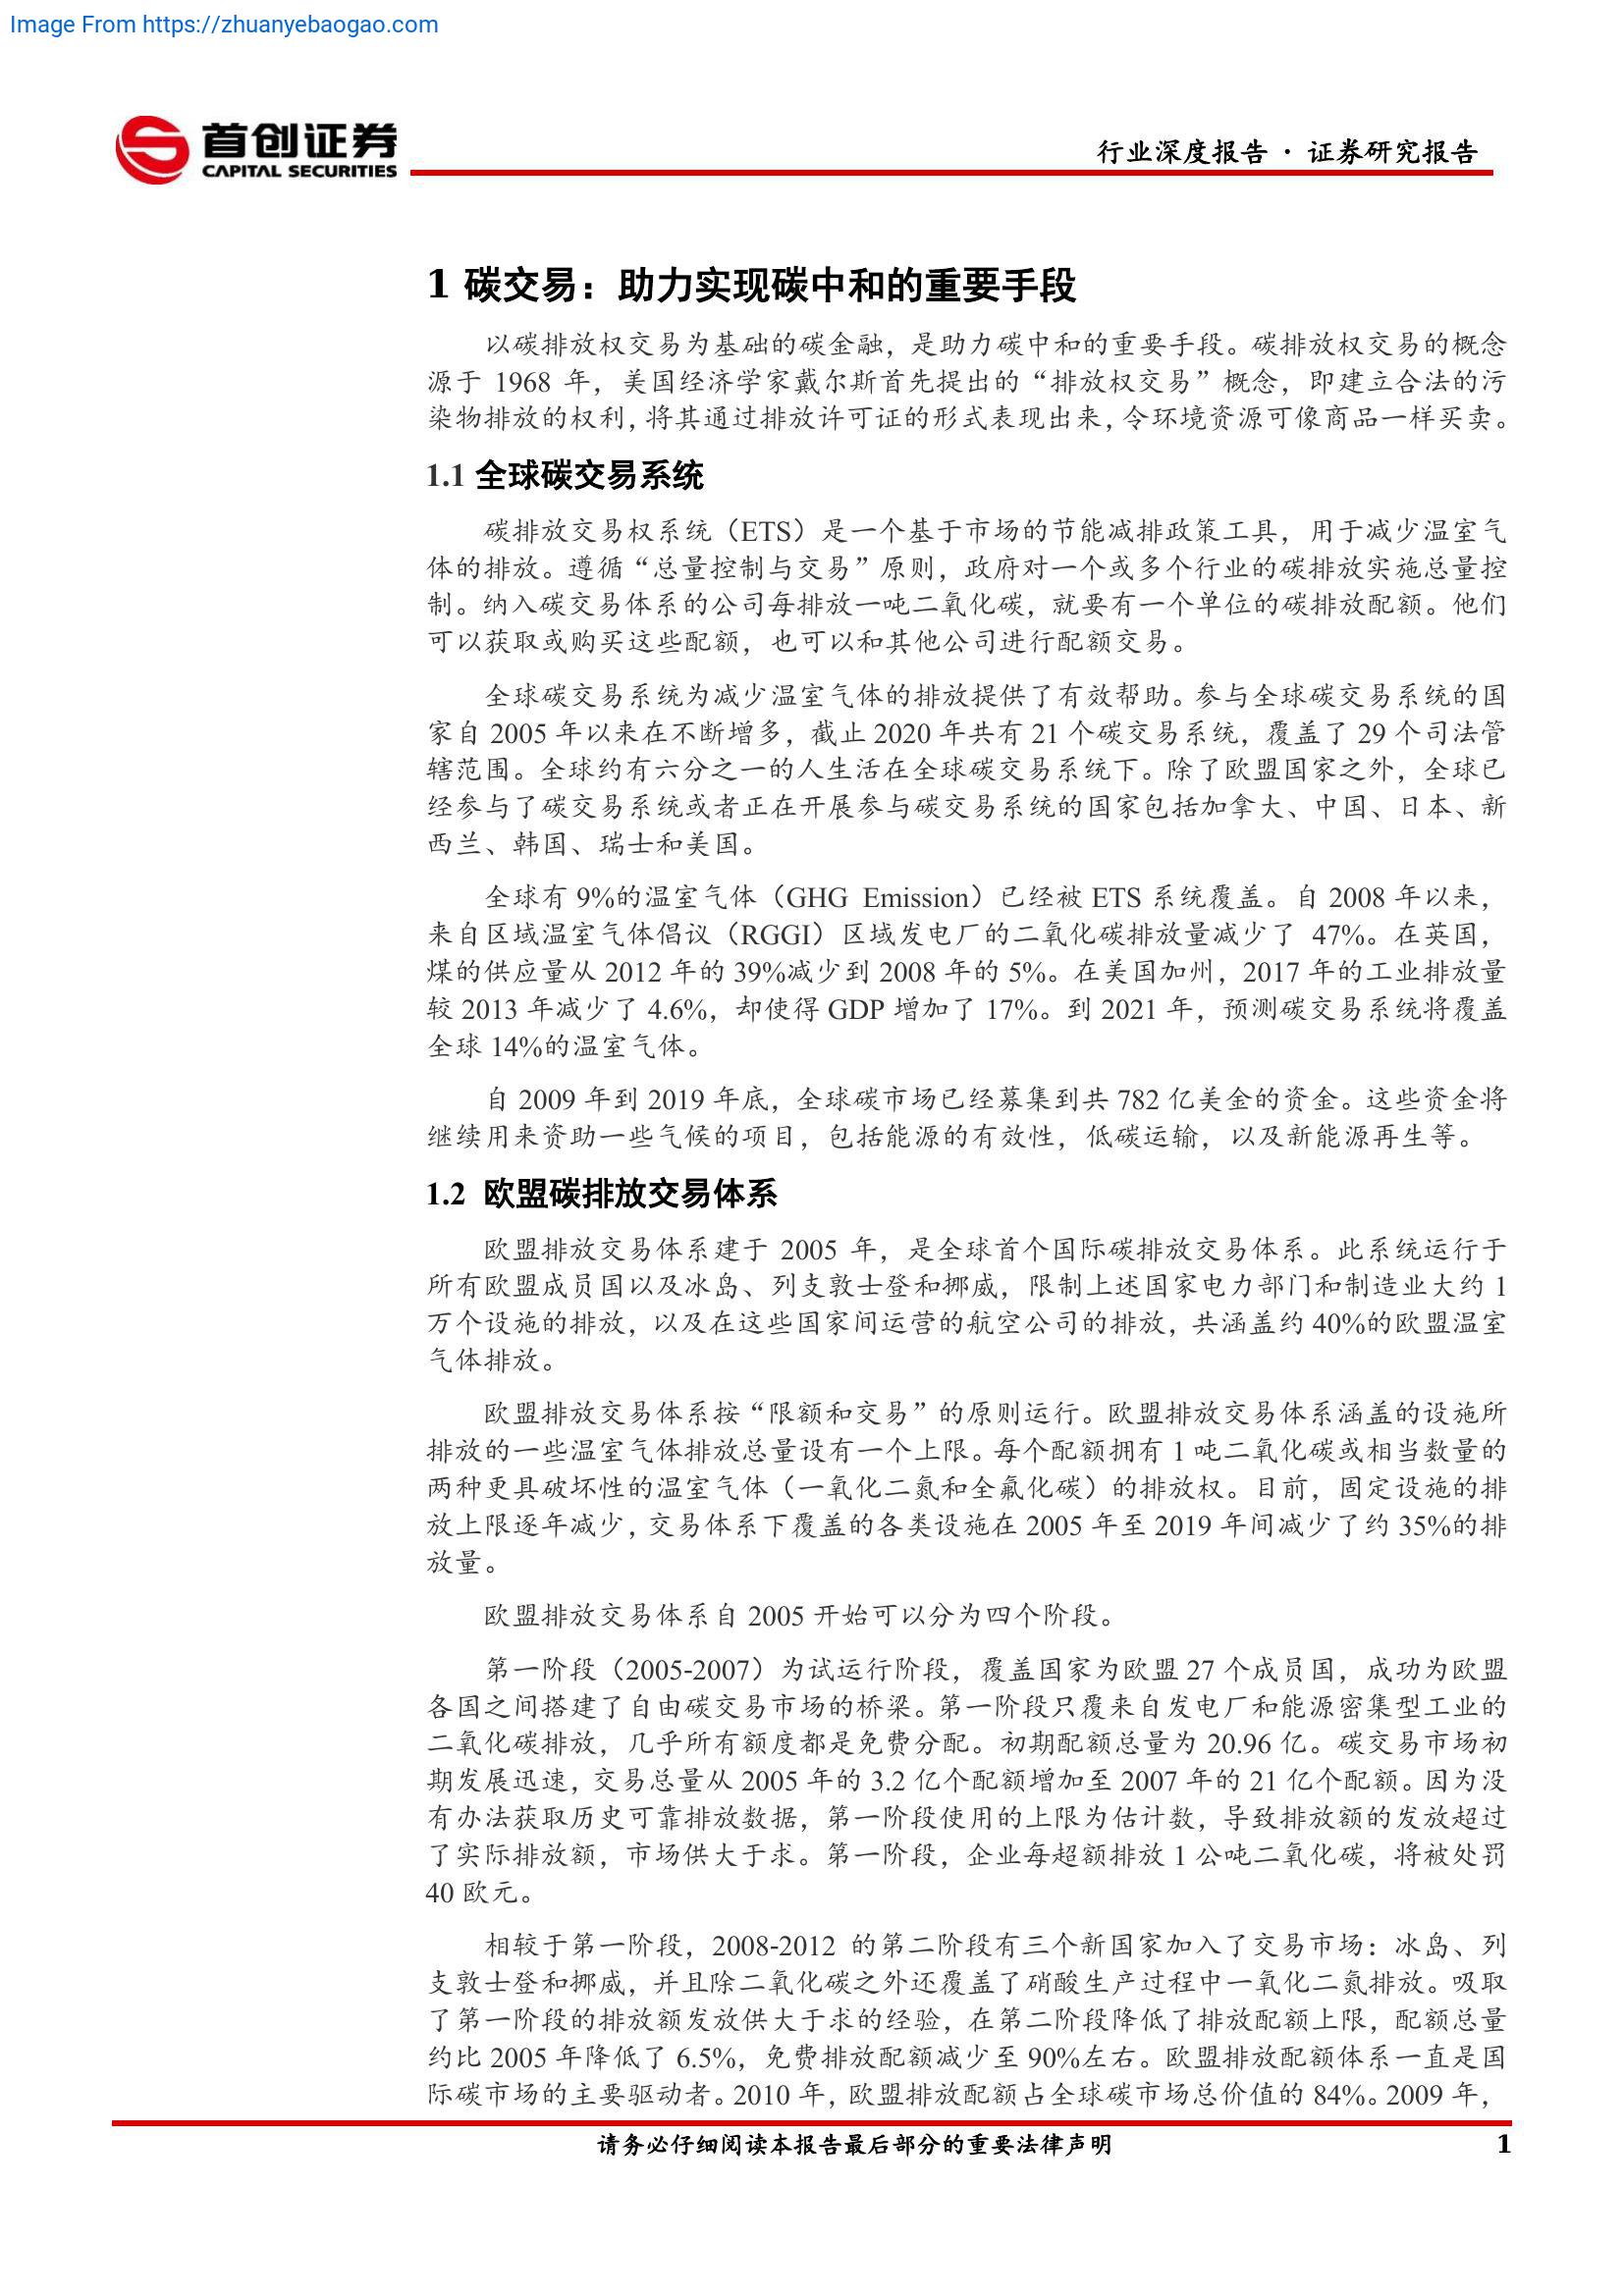 Image From https://zhuanyebaogao.com
首创证券
CAPITAL SECURITIES
行业深度报告 · 证券研究报告
1 碳交易：助力实现碳中和的重要手段
以碳排放权交易为基础的碳金融，是助力碳中和的重要手段。碳排放权交易的概念
源于 1968 年，美国经济学家戴尔斯首先提出的“排放权交易”概念，即建立合法的污
染物排放的权利，将其通过排放许可证的形式表现出来，令环境资源可像商品一样买卖。
1.1 全球碳交易系统
碳排放交易权系统（ETS）是一个基于市场的节能减排政策工具，用于减少温室气
体的排放。遵循“总量控制与交易”原则，政府对一个或多个行业的碳排放实施总量控
制。纳入碳交易体系的公司每排放一吨二氧化碳，就要有一个单位的碳排放配额。他们
可以获取或购买这些配额，也可以和其他公司进行配额交易。
全球碳交易系统为减少温室气体的排放提供了有效帮助。参与全球碳交易系统的国
家自 2005 年以来在不断增多，截止 2020 年共有 21 个碳交易系统，覆盖了 29 个司法管
辖范围。全球约有六分之一的人生活在全球碳交易系统下。除了欧盟国家之外，全球已
经参与了碳交易系统或者正在开展参与碳交易系统的国家包括加拿大、中国、日本、新
西兰、韩国、瑞士和美国。
全球有 9%的温室气体（GHG Emission）已经被 ETS 系统覆盖。自 2008 年以来，
来自区域温室气体倡议（RGGI）区域发电厂的二氧化碳排放量减少了 47%。在英国，
煤的供应量从 2012 年的 39%减少到 2008 年的 5%。在美国加州，2017 年的工业排放量
较 2013 年减少了 4.6%，却使得 GDP 增加了 17%。到 2021 年，预测碳交易系统将覆盖
全球 14%的温室气体。
自 2009 年到 2019 年底，全球碳市场已经募集到共 782 亿美金的资金。这些资金将
继续用来资助一些气候的项目，包括能源的有效性，低碳运输，以及新能源再生等。
1.2 欧盟碳排放交易体系
欧盟排放交易体系建于 2005 年，是全球首个国际碳排放交易体系。此系统运行于
所有欧盟成员国以及冰岛、列支敦士登和挪威，限制上述国家电力部门和制造业大约 1
万个设施的排放，以及在这些国家间运营的航空公司的排放，共涵盖约 40%的欧盟温室
气体排放。
欧盟排放交易体系按“限额和交易”的原则运行。欧盟排放交易体系涵盖的设施所
排放的一些温室气体排放总量设有一个上限。每个配额拥有 1 吨二氧化碳或相当数量的
两种更具破坏性的温室气体（一氧化二氮和全氟化碳）的排放权。目前，固定设施的排
放上限逐年减少，交易体系下覆盖的各类设施在 2005 年至 2019 年间减少了约 35%的排
放量。
欧盟排放交易体系自 2005 开始可以分为四个阶段。
第一阶段（2005-2007）为试运行阶段，覆盖国家为欧盟 27 个成员国，成功为欧盟
各国之间搭建了自由碳交易市场的桥梁。第一阶段只覆来自发电厂和能源密集型工业的
二氧化碳排放，几乎所有额度都是免费分配。初期配额总量为 20.96 亿。碳交易市场初
期发展迅速，交易总量从 2005 年的 3.2 亿个配额增加至 2007 年的 21 亿个配额。因为没
有办法获取历史可靠排放数据，第一阶段使用的上限为估计数，导致排放额的发放超过
了实际排放额，市场供大于求。第一阶段，企业每超额排放 1 公吨二氧化碳，将被处罚
40 欧元。
相较于第一阶段，2008-2012 的第二阶段有三个新国家加入了交易市场：冰岛、列
支敦士登和挪威，并且除二氧化碳之外还覆盖了硝酸生产过程中一氧化二氮排放。吸取
了第一阶段的排放额发放供大于求的经验，在第二阶段降低了排放配额上限，配额总量
约比 2005 年降低了 6.5%，免费排放配额减少至 90%左右。欧盟排放配额体系一直是国
际碳市场的主要驱动者。2010 年，欧盟排放配额占全球碳市场总价值的 84%。2009 年，
请务必仔细阅读本报告最后部分的重要法律声明
1